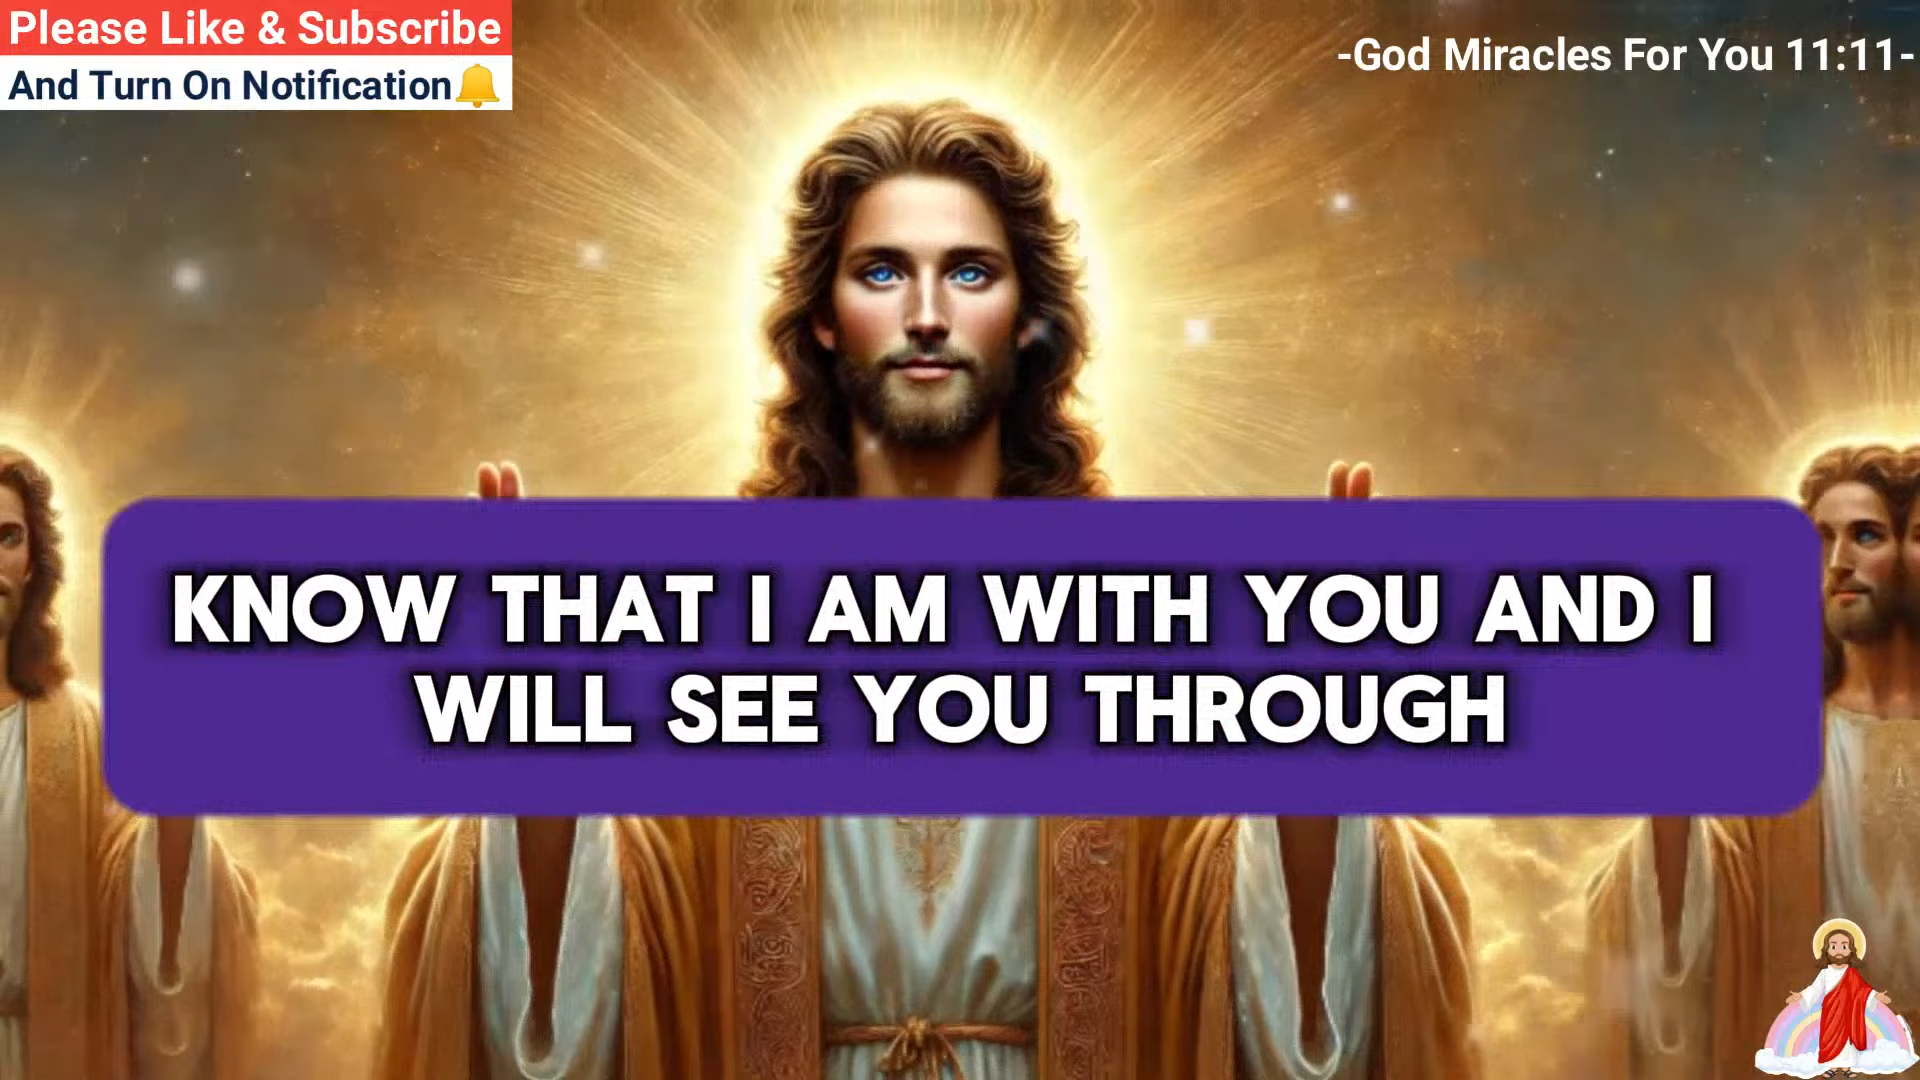 Please Like & Subscribe
And Turn On Notification🔔
-God Miracles For You 11:11-
KNOW THAT I AM WITH YOU AND I
WILL SEE YOU THROUGH